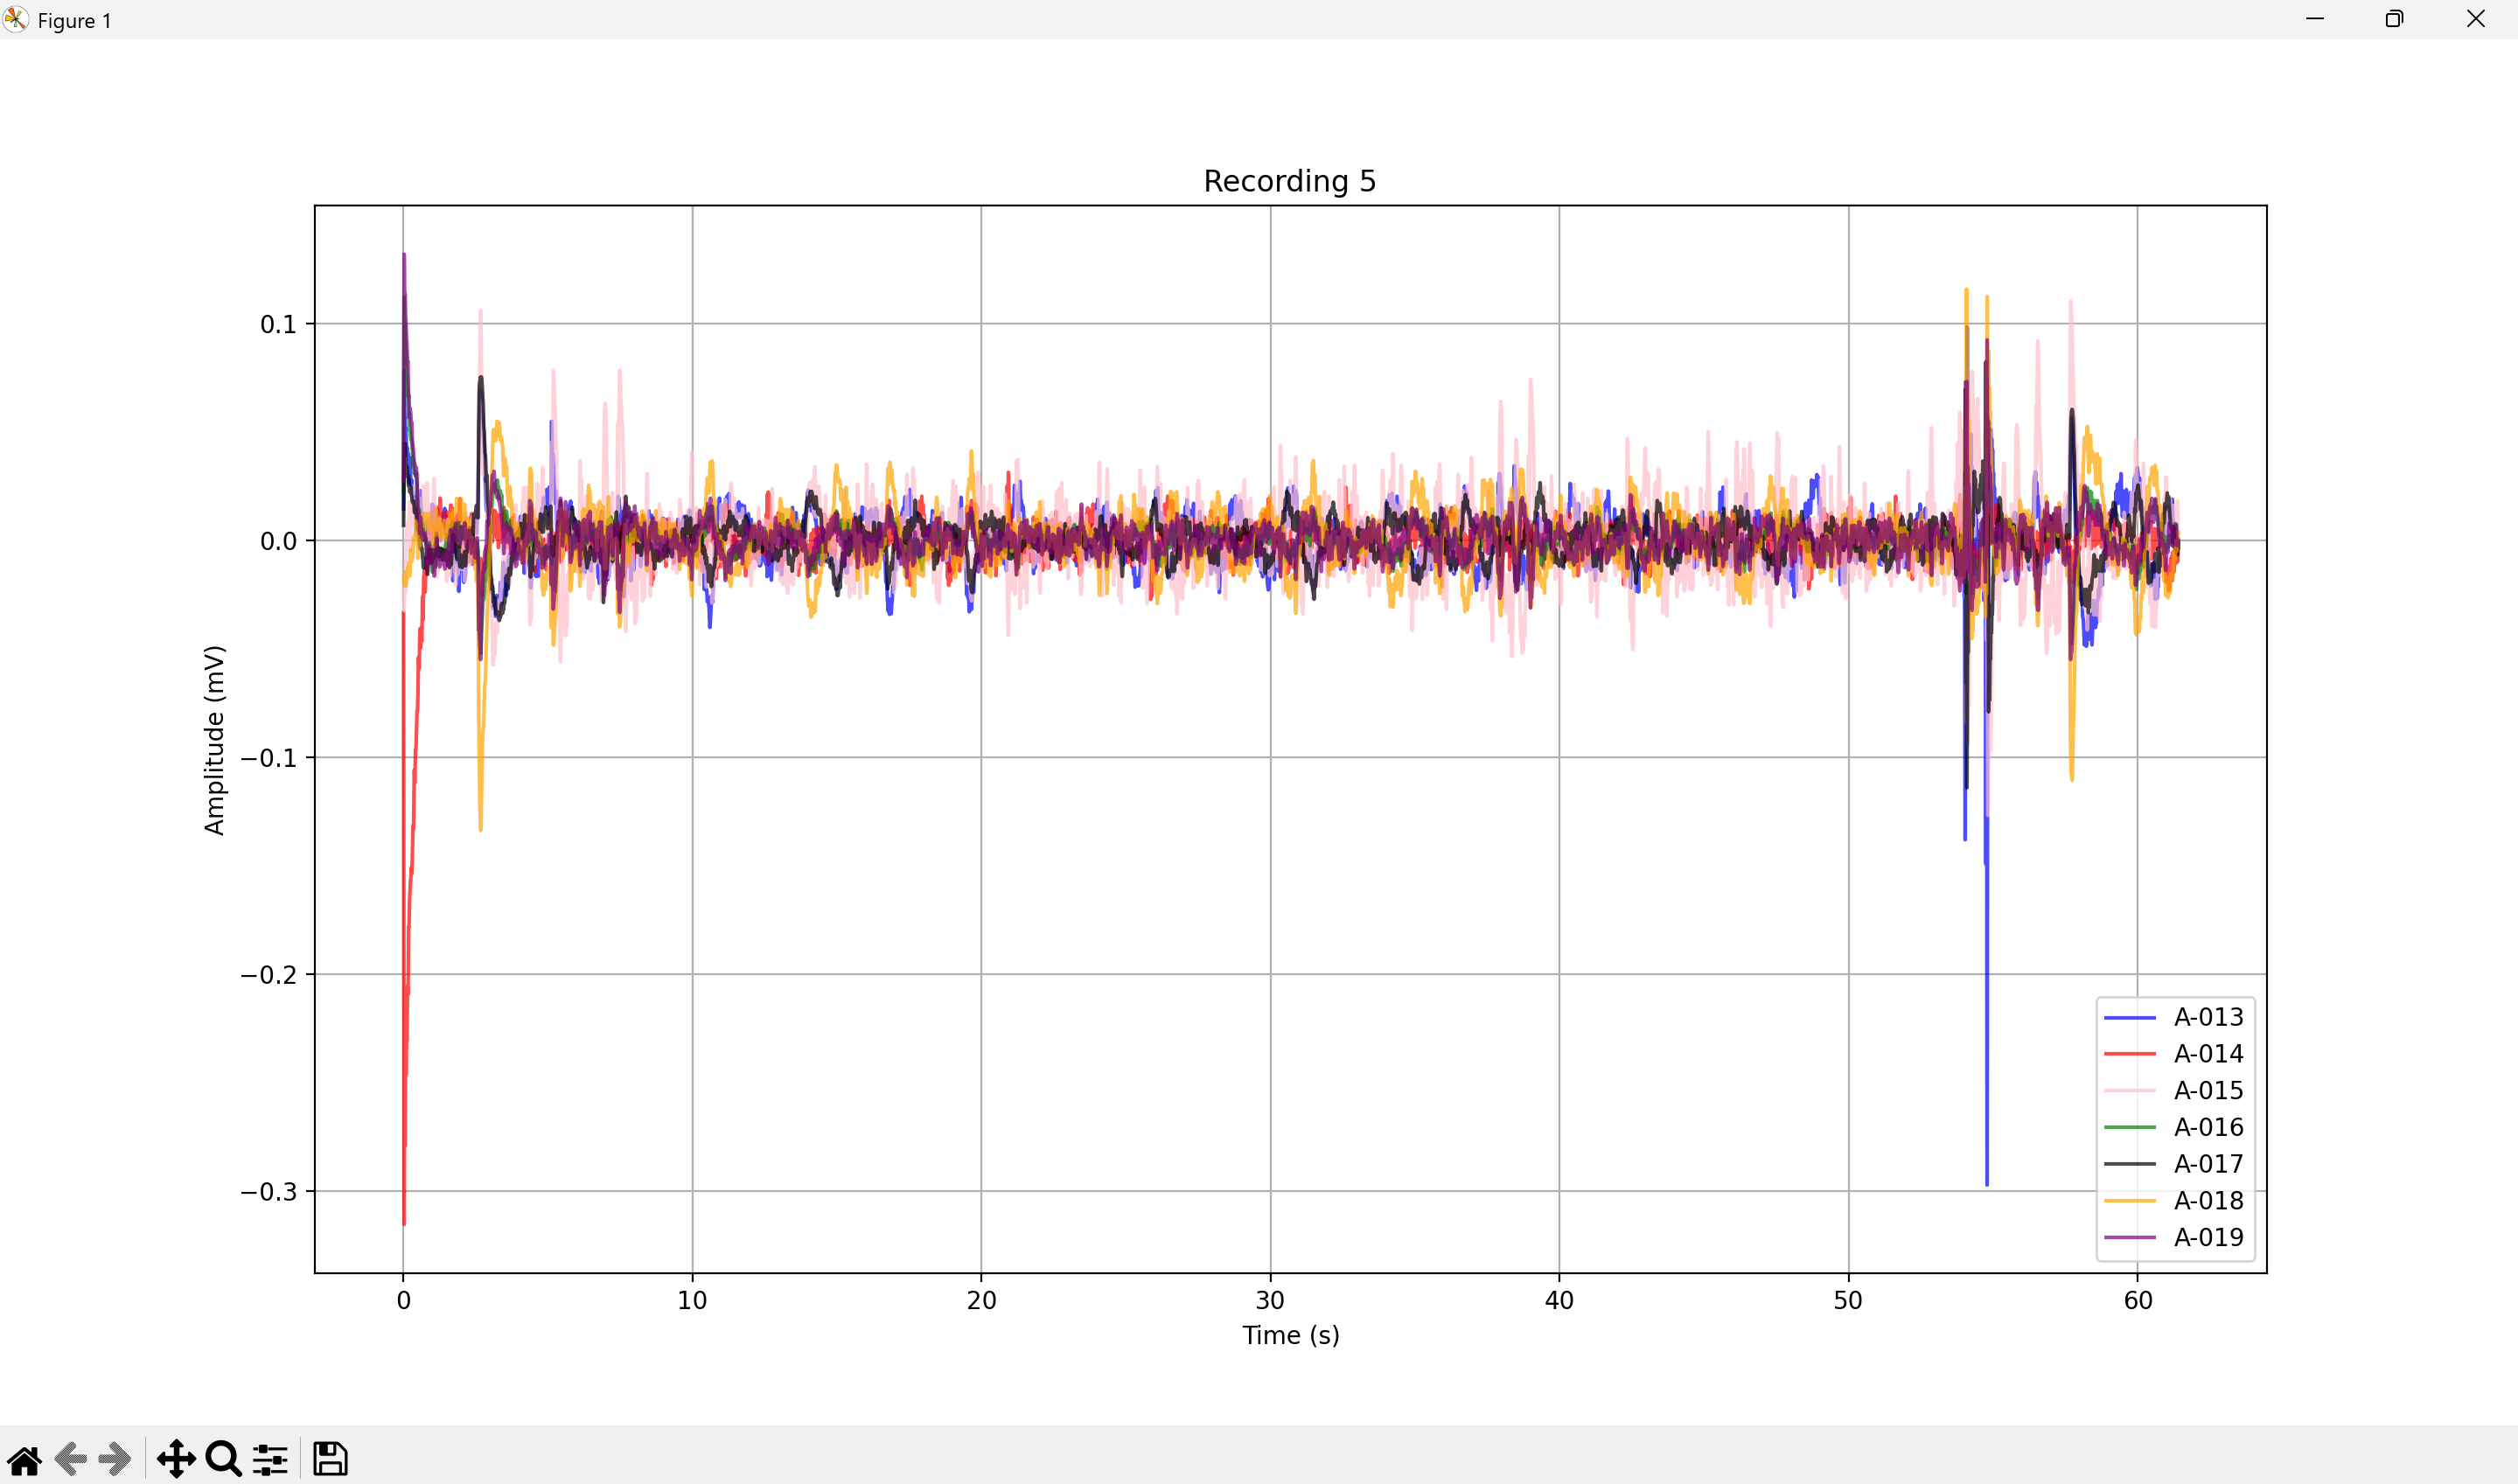 Figure 1
Recording 5
0.1
0.0
−0.1
−0.2
−0.3
Amplitude (mV)
0 10 20 30 40 50 60
Time (s)
A-013
A-014
A-015
A-016
A-017
A-018
A-019